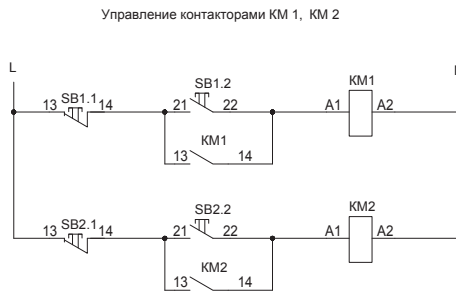 Управление контакторами КМ 1, КМ 2
L
SB1.1
13 14
SB1.2
21 22
КМ1
A1 A2
КМ1
13 14
SB2.1
13 14
SB2.2
21 22
КМ2
A1 A2
КМ2
13 14